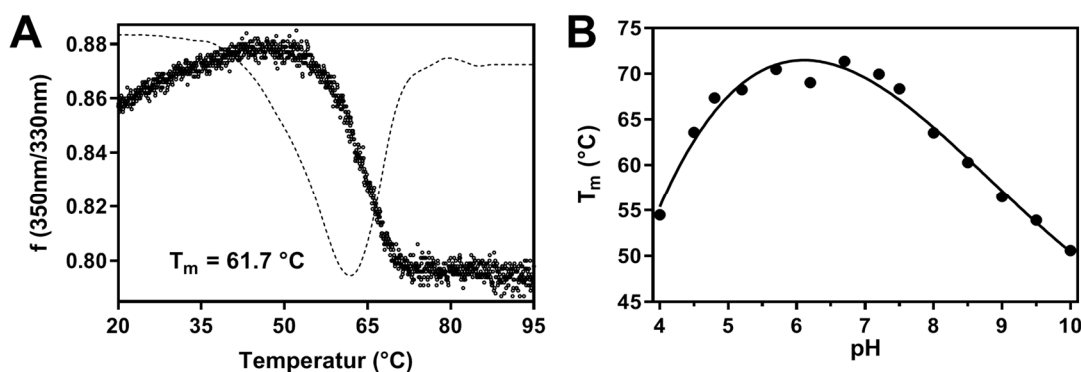 A
0.88
0.86
0.84
0.82
0.80
f (350nm/330nm)
Tm = 61.7 °C
20 35 50 65 80 95
Temperatur (°C)
B
75
70
65
60
55
50
45
Tm (°C)
4 5 6 7 8 9 10
pH